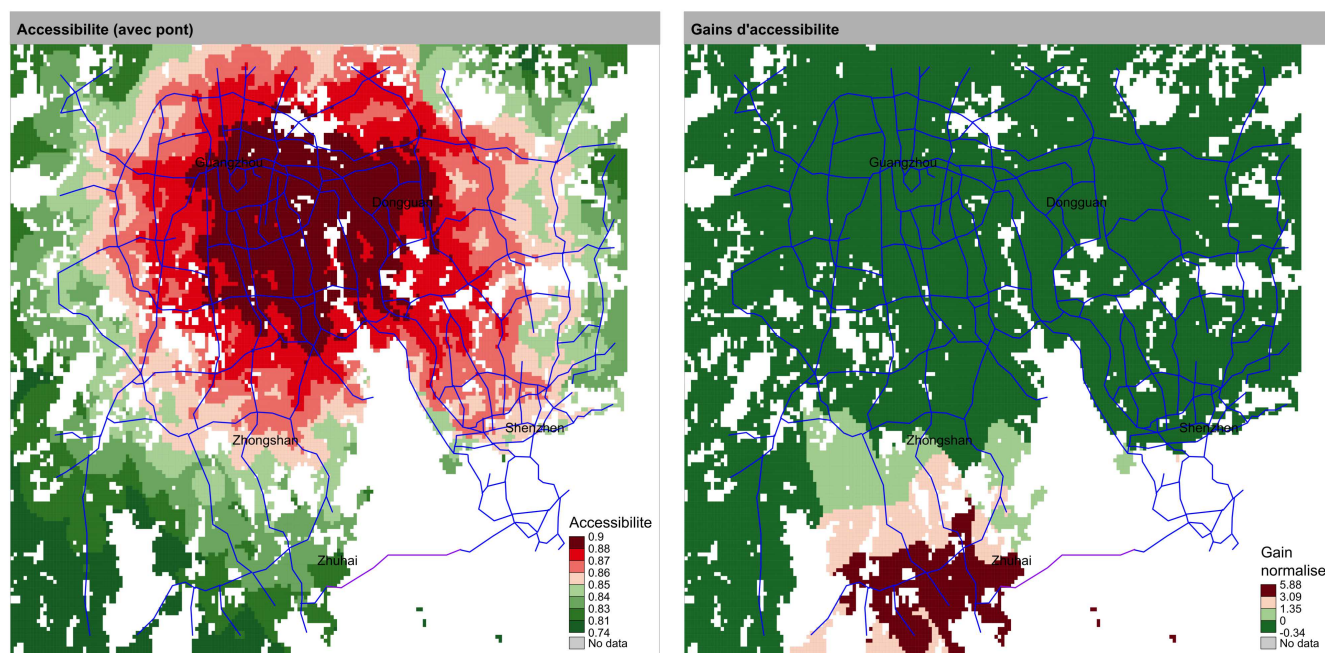 Accessibilite (avec pont)
Guangzhou
Dongguan
Shenzhen
Zhongshan
Zhuhai
Accessibilite
0.9
0.88
0.87
0.86
0.85
0.84
0.83
0.81
0.74
No data
Gains d'accessibilite
Guangzhou
Dongguan
Shenzhen
Zhongshan
Zhuhai
Gain
normalise
5.88
3.09
1.35
0
-0.34
No data